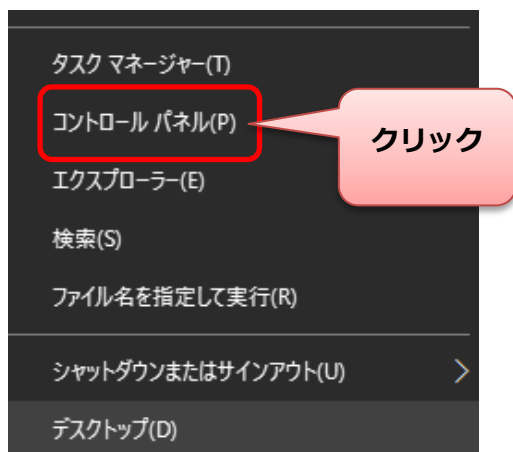 タスク マネージャー(T)
コントロール パネル(P)
クリック
エクスプローラー(E)
検索(S)
ファイル名を指定して実行(R)
シャットダウンまたはサインアウト(U)
デスクトップ(D)